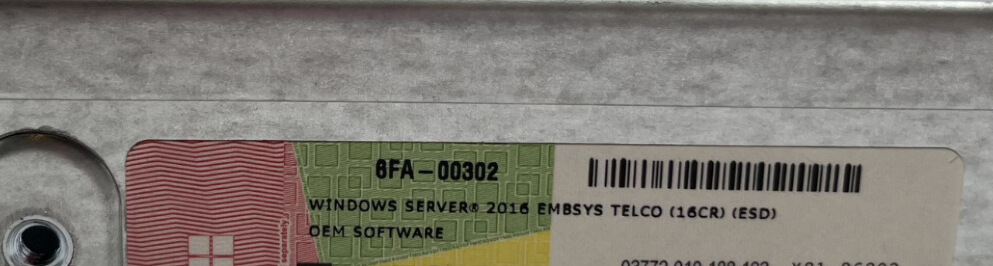 6FA-00302
WINDOWS SERVER® 2016 EMBSYS TELCO (16CR) (ESD)
OEM SOFTWARE